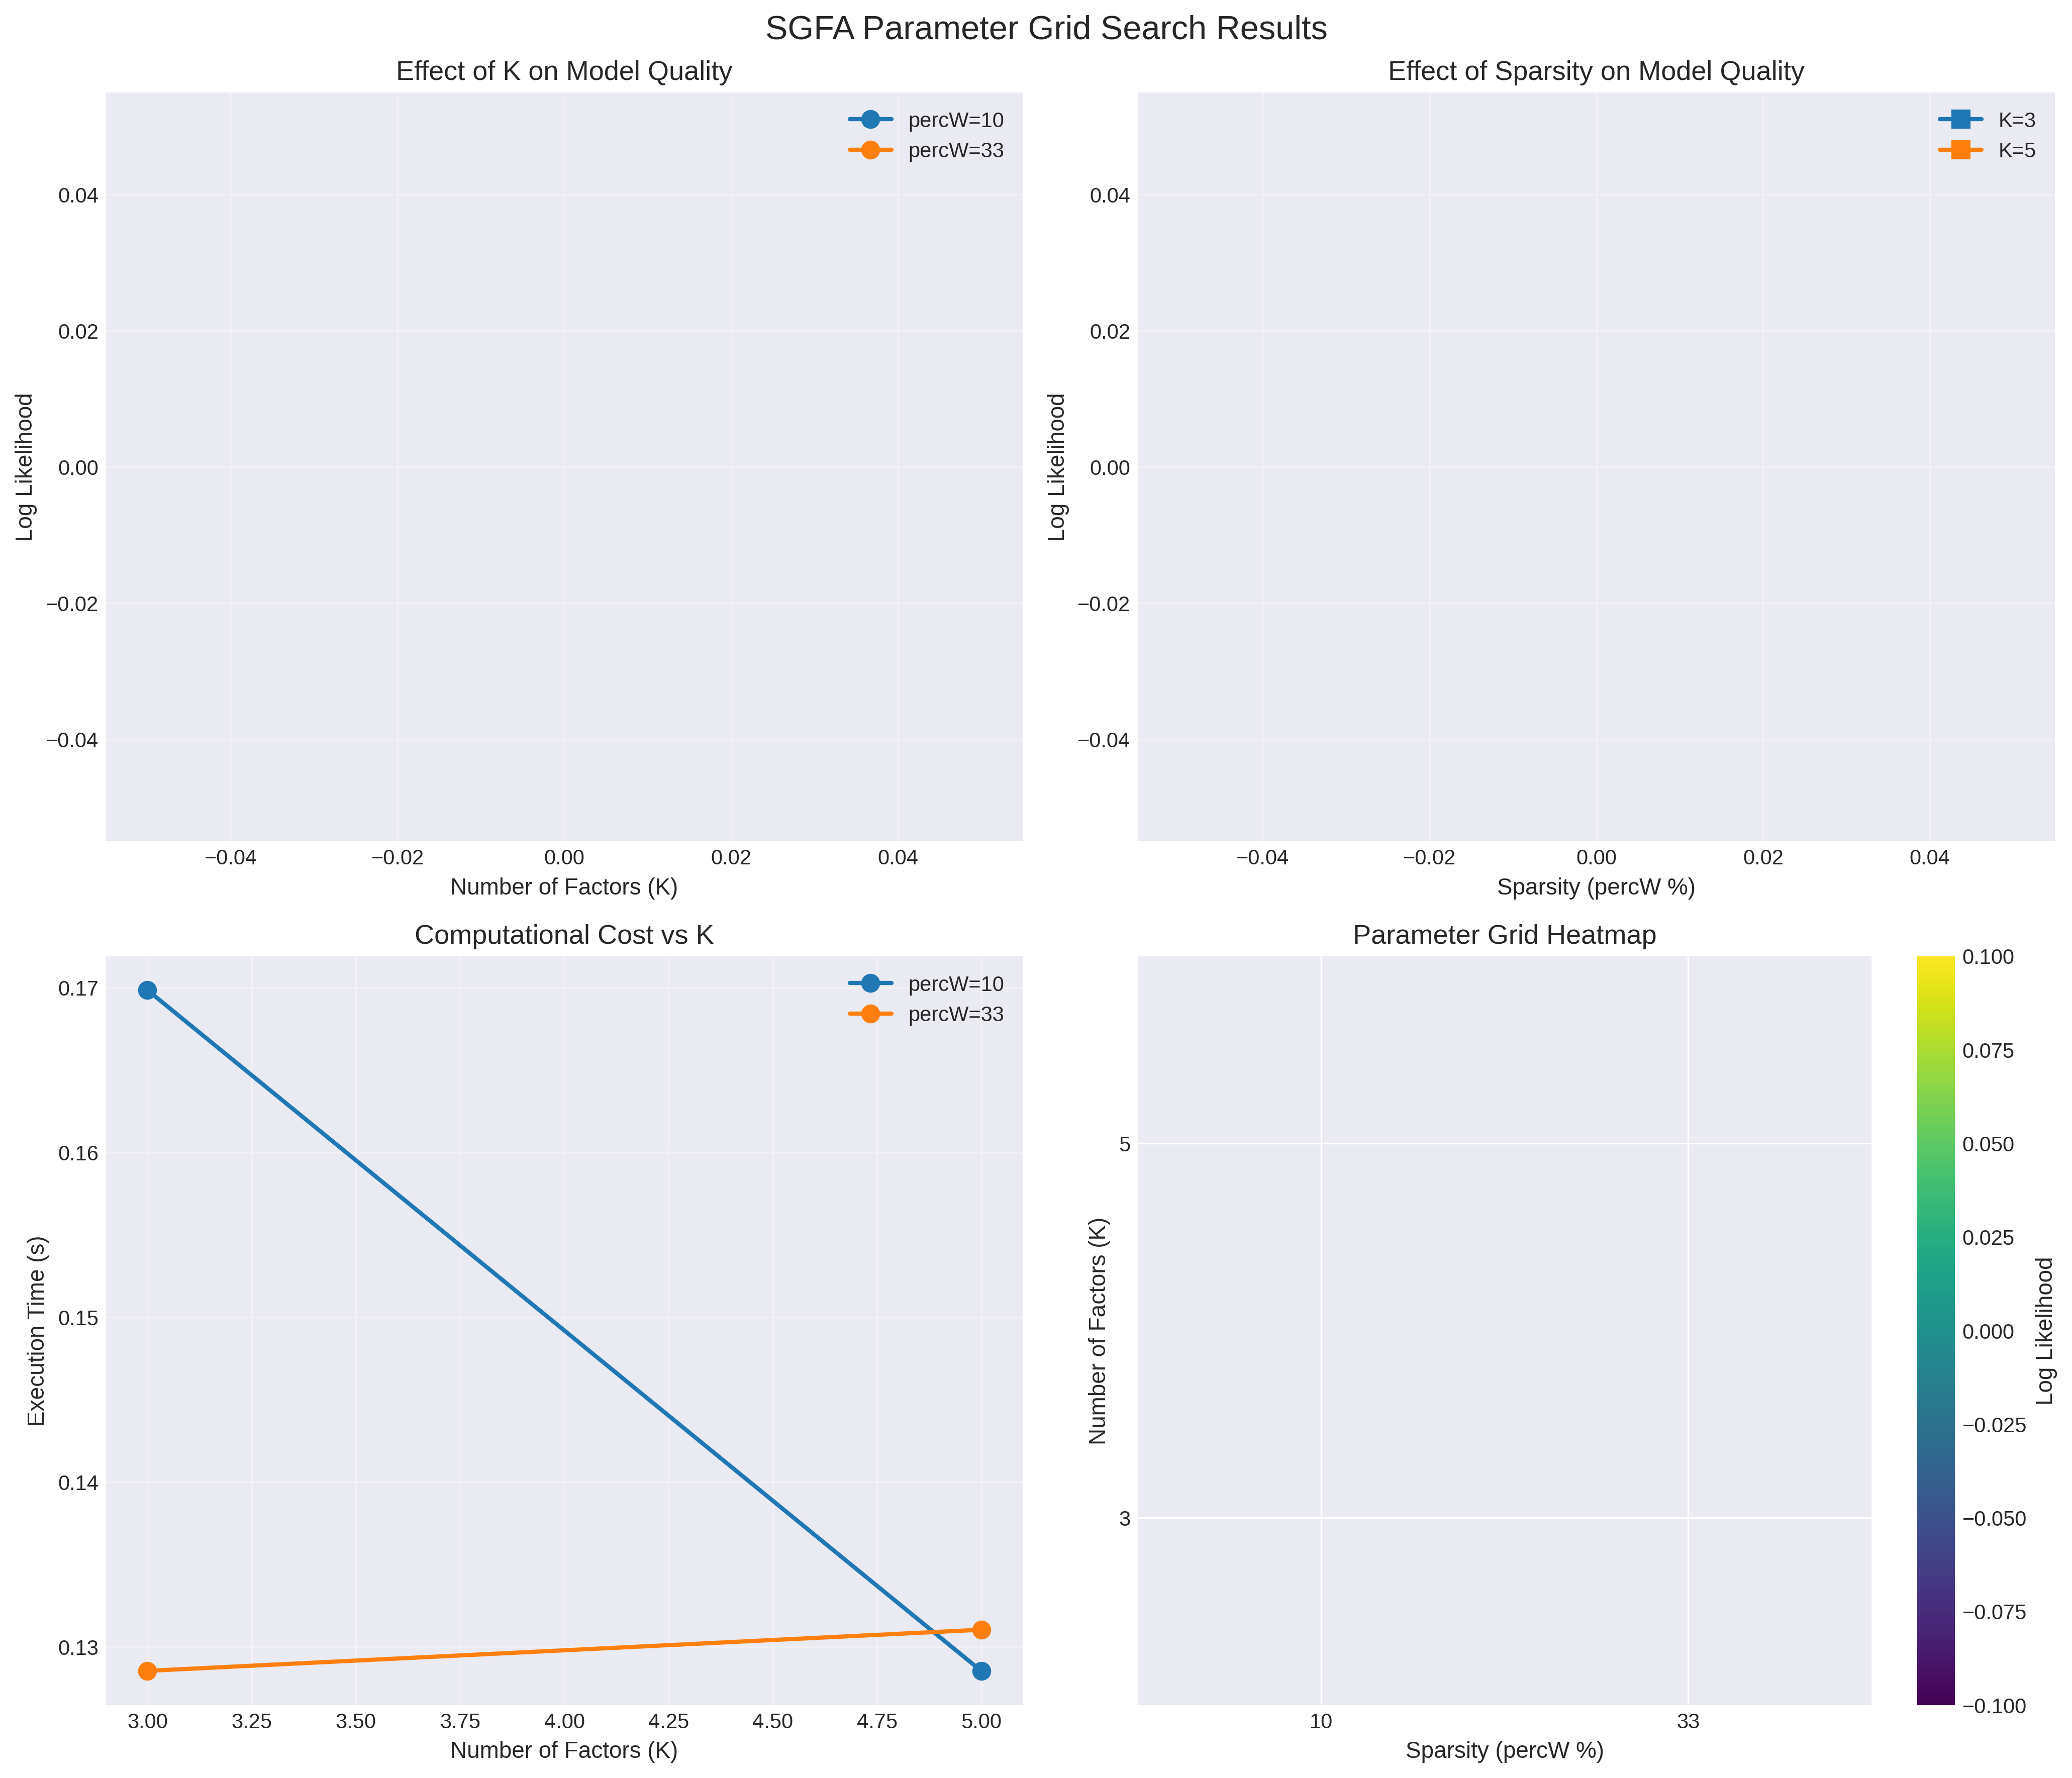 SGFA Parameter Grid Search Results
Effect of K on Model Quality
percW=10
percW=33
0.04
0.02
0.00
−0.02
−0.04
Log Likelihood
−0.04 −0.02 0.00 0.02 0.04
Number of Factors (K)
Effect of Sparsity on Model Quality
K=3
K=5
0.04
0.02
0.00
−0.02
−0.04
Log Likelihood
−0.04 −0.02 0.00 0.02 0.04
Sparsity (percW %)
Computational Cost vs K
percW=10
percW=33
0.17
0.16
0.15
0.14
0.13
Execution Time (s)
3.00 3.25 3.50 3.75 4.00 4.25 4.50 4.75 5.00
Number of Factors (K)
Parameter Grid Heatmap
5
3
Number of Factors (K)
10 33
Sparsity (percW %)
0.100
0.075
0.050
0.025
0.000
−0.025
−0.050
−0.075
−0.100
Log Likelihood